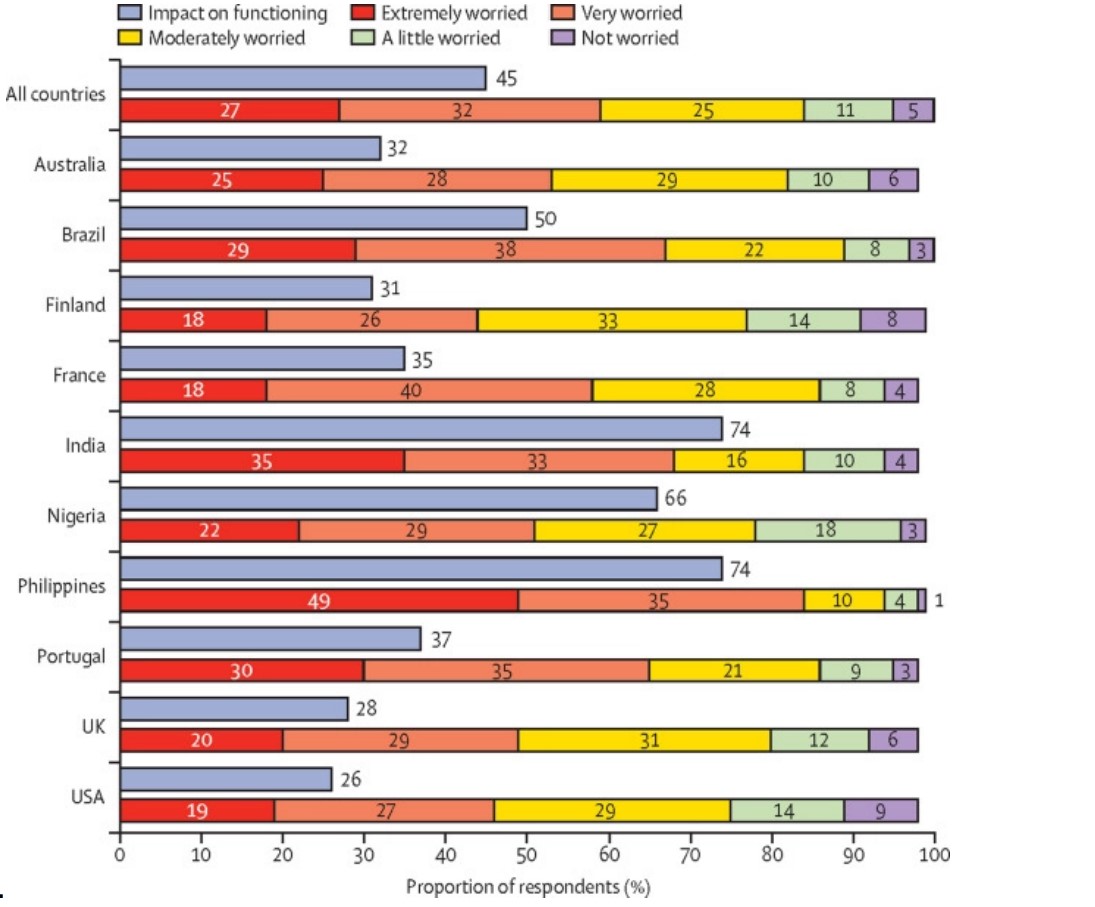 Impact on functioning Extremely worried Very worried
Moderately worried A little worried Not worried
All countries
45
27 32 25 11 5
Australia
32
25 28 29 10 6
Brazil
50
29 38 22 8 3
Finland
31
18 26 33 14 8
France
35
18 40 28 8 4
India
74
35 33 16 10 4
Nigeria
66
22 29 27 18 3
Philippines
74
49 35 10 4 1
Portugal
37
30 35 21 9 3
UK
28
20 29 31 12 6
USA
26
19 27 29 14 9
0 10 20 30 40 50 60 70 80 90 100
Proportion of respondents (%)